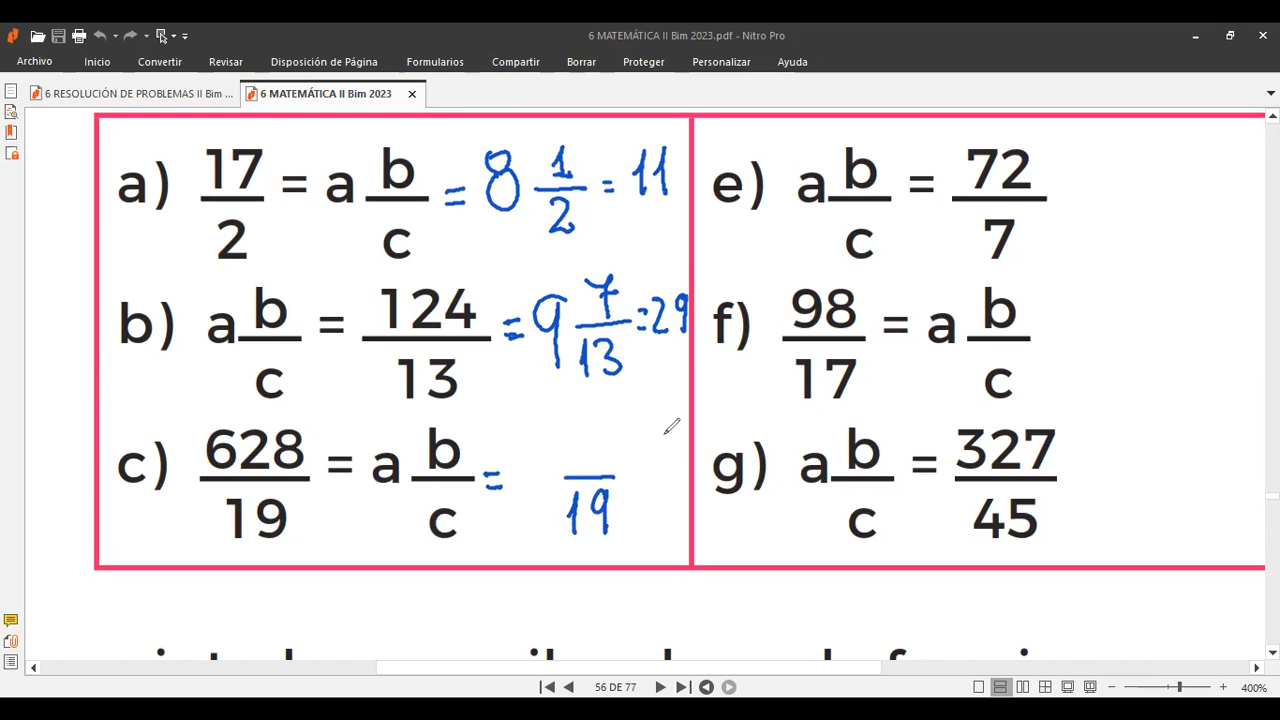 6 MATEMÁTICA II Bim 2023.pdf - Nitro Pro
Archivo Inicio Convertir Revisar Disposición de Página Formularios Compartir Borrar Proteger Personalizar Ayuda
6 RESOLUCIÓN DE PROBLEMAS II Bim ... 6 MATEMÁTICA II Bim 2023
a) 17/2 = a b/c = 8 1/2 = 11
b) a b/c = 124/13 = 9 7/13 = 29
c) 628/19 = a b/c = /19
e) a b/c = 72/7
f) 98/17 = a b/c
g) a b/c = 327/45
56 DE 77
400%